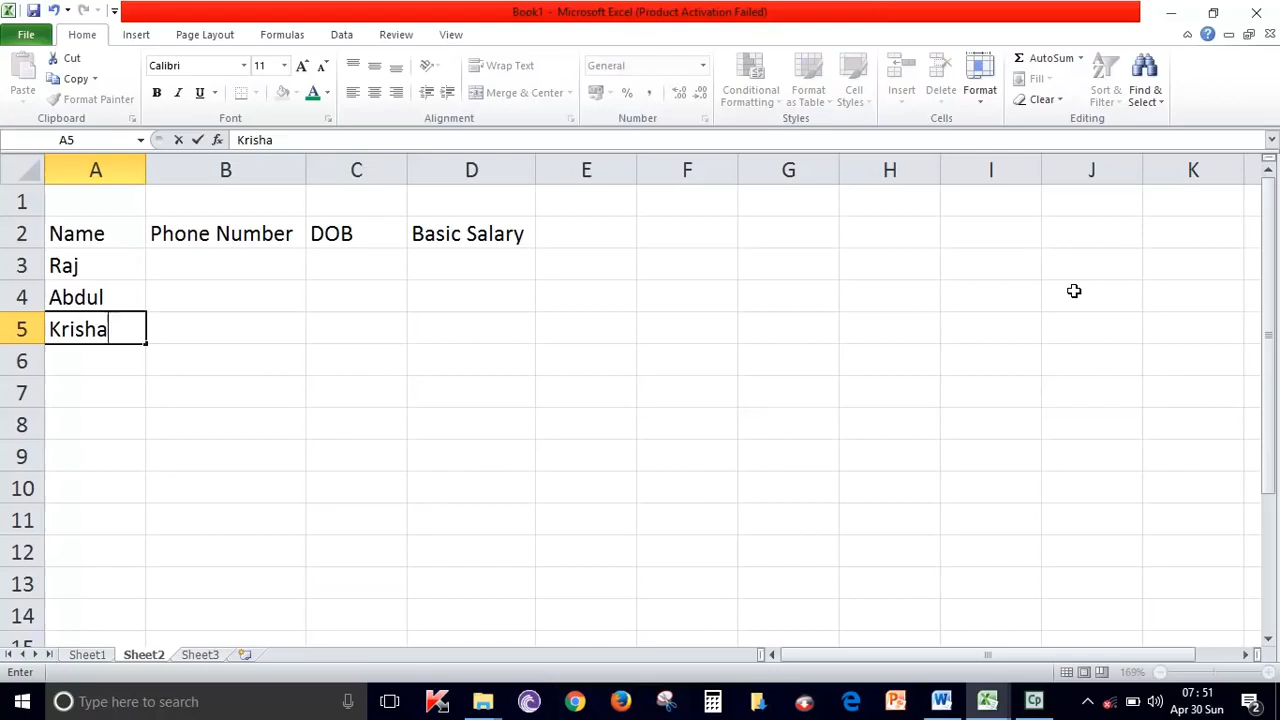 Book1 - Microsoft Excel (Product Activation Failed)
File Home Insert Page Layout Formulas Data Review View
Cut
Copy
Format Painter
Paste
Clipboard
Calibri 11
B I U
Font
Wrap Text
Merge & Center
Alignment
General
%
Number
Conditional Formatting
Format as Table
Cell Styles
Styles
Insert
Delete
Format
Cells
Σ AutoSum
Fill
Clear
Sort & Filter
Find & Select
Editing
A5 fx Krisha
A B C D E F G H I J K
1
2 Name Phone Number DOB Basic Salary
3 Raj
4 Abdul
5 Krisha
6
7
8
9
10
11
12
13
14
15
Sheet1 Sheet2 Sheet3
Enter 169%
Type here to search
07:51
Apr 30 Sun
2